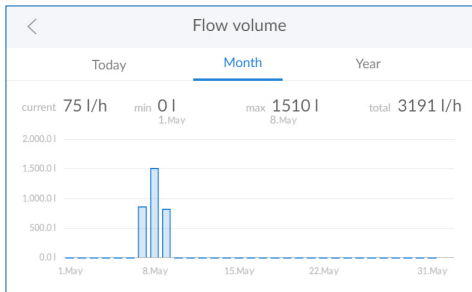 Flow volume
Today Month Year
current 75 l/h min 0 l max 1510 l total 3191 l/h
1.May 8.May
2,000.0 l
1.500.0 l
1.000.0 l
500.0 l
0.0 l
1.May 8.May 15.May 22.May 31.May